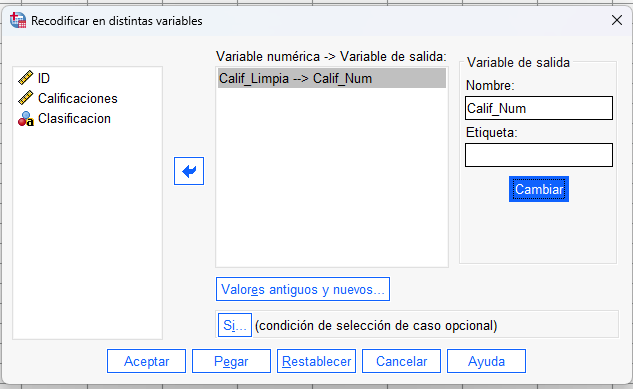 Recodificar en distintas variables
ID
Calificaciones
Clasificacion
Variable numérica -> Variable de salida:
Calif_Limpia --> Calif_Num
Variable de salida
Nombre:
Calif_Num
Etiqueta:
Cambiar
Valores antiguos y nuevos...
Si... (condición de selección de caso opcional)
Aceptar Pegar Restablecer Cancelar Ayuda